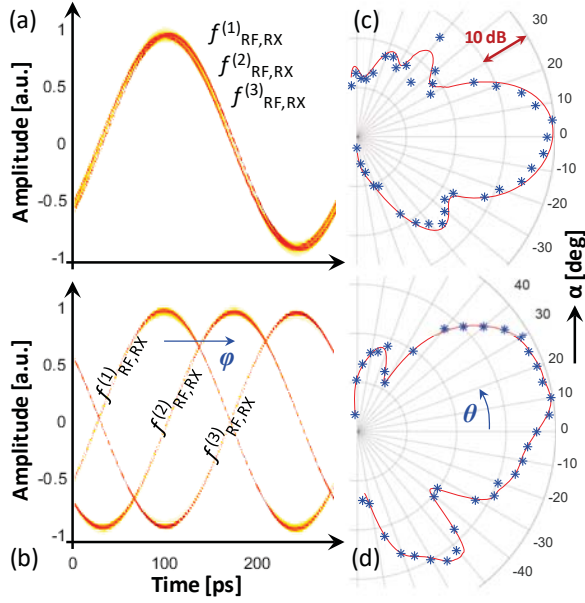 (a)
Amplitude [a.u.]
1
0.5
0
-0.5
-1
f(1)RF,RX
f(2)RF,RX
f(3)RF,RX
(c)
10 dB
30
20
10
0
-10
-20
-30
α [deg]
Amplitude [a.u.]
1
0.5
0
-0.5
-1
f(1)RF,RX
f(2)RF,RX
f(3)RF,RX
φ
0
100
200
Time [ps]
(b)
40
30
20
10
0
-10
-20
-30
-40
θ
(d)